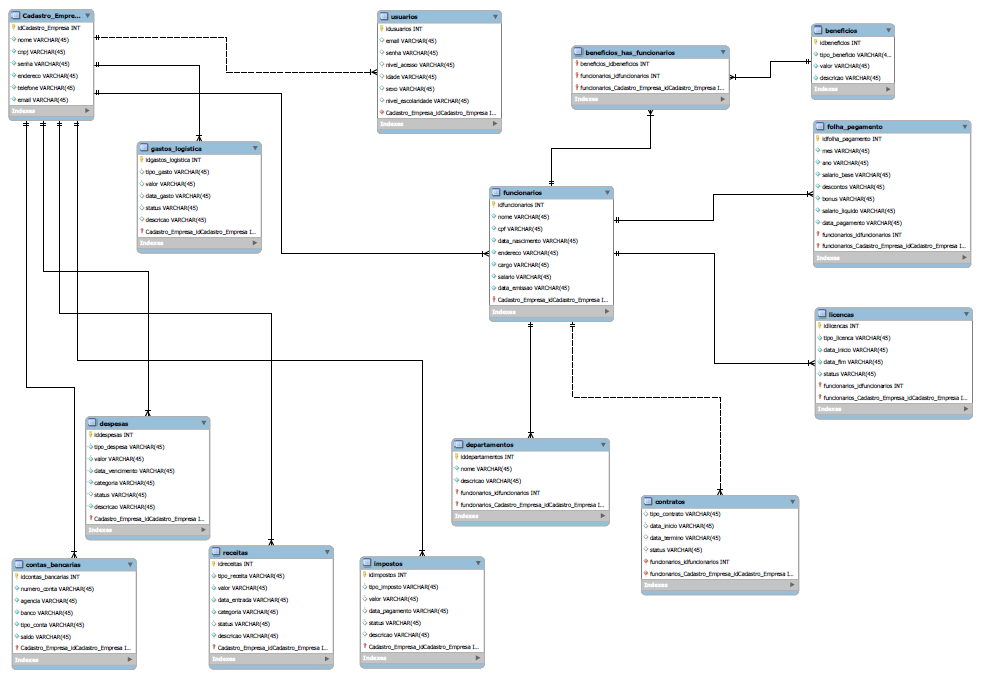 Cadastro_Empre...
idCadastro_Empresa INT
nome VARCHAR(45)
cnpj VARCHAR(45)
senha VARCHAR(45)
endereco VARCHAR(45)
telefone VARCHAR(45)
email VARCHAR(45)
Indexes
usuarios
idusuarios INT
email VARCHAR(45)
senha VARCHAR(45)
nivel_acesso VARCHAR(45)
idade VARCHAR(45)
sexo VARCHAR(45)
nivel_escolaridade VARCHAR(45)
Cadastro_Empresa_idCadastro_Empresa I...
Indexes
beneficios_has_funcionarios
beneficios_idbeneficios INT
funcionarios_idfuncionarios INT
funcionarios_Cadastro_Empresa_idCadastro_Empresa I...
Indexes
beneficios
idbeneficios INT
tipo_beneficio VARCHAR(4...
valor VARCHAR(45)
descricao VARCHAR(45)
Indexes
gastos_logistica
idgastos_logistica INT
tipo_gasto VARCHAR(45)
valor VARCHAR(45)
data_gasto VARCHAR(45)
status VARCHAR(45)
descricao VARCHAR(45)
Cadastro_Empresa_idCadastro_Empresa I...
Indexes
folha_pagamento
idfolha_pagamento INT
mes VARCHAR(45)
ano VARCHAR(45)
salario_base VARCHAR(45)
descontos VARCHAR(45)
bonus VARCHAR(45)
salario_liquido VARCHAR(45)
data_pagamento VARCHAR(45)
funcionarios_idfuncionarios INT
funcionarios_Cadastro_Empresa_idCadastro_Empresa I...
Indexes
funcionarios
idfuncionarios INT
nome VARCHAR(45)
cpf VARCHAR(45)
data_nascimento VARCHAR(45)
endereco VARCHAR(45)
cargo VARCHAR(45)
salario VARCHAR(45)
data_emissao VARCHAR(45)
Cadastro_Empresa_idCadastro_Empresa I...
Indexes
licencas
idlicencas INT
tipo_licenca VARCHAR(45)
data_inicio VARCHAR(45)
data_fim VARCHAR(45)
status VARCHAR(45)
funcionarios_idfuncionarios INT
funcionarios_Cadastro_Empresa_idCadastro_Empresa I...
Indexes
despesas
iddespesas INT
tipo_despesa VARCHAR(45)
valor VARCHAR(45)
data_vencimento VARCHAR(45)
categoria VARCHAR(45)
status VARCHAR(45)
descricao VARCHAR(45)
Cadastro_Empresa_idCadastro_Empresa I...
Indexes
departamentos
iddepartamentos INT
nome VARCHAR(45)
descricao VARCHAR(45)
funcionarios_idfuncionarios INT
funcionarios_Cadastro_Empresa_idCadastro_Empresa I...
Indexes
contratos
tipo_contrato VARCHAR(45)
data_inicio VARCHAR(45)
data_termino VARCHAR(45)
status VARCHAR(45)
funcionarios_idfuncionarios INT
funcionarios_Cadastro_Empresa_idCadastro_Empresa I...
Indexes
contas_bancarias
idcontas_bancarias INT
numero_conta VARCHAR(45)
agencia VARCHAR(45)
banco VARCHAR(45)
tipo_conta VARCHAR(45)
saldo VARCHAR(45)
Cadastro_Empresa_idCadastro_Empresa I...
Indexes
receitas
idreceitas INT
tipo_receita VARCHAR(45)
valor VARCHAR(45)
data_entrada VARCHAR(45)
categoria VARCHAR(45)
status VARCHAR(45)
descricao VARCHAR(45)
Cadastro_Empresa_idCadastro_Empresa I...
Indexes
impostos
idimpostos INT
tipo_imposto VARCHAR(45)
valor VARCHAR(45)
data_pagamento VARCHAR(45)
status VARCHAR(45)
descricao VARCHAR(45)
Cadastro_Empresa_idCadastro_Empresa I...
Indexes